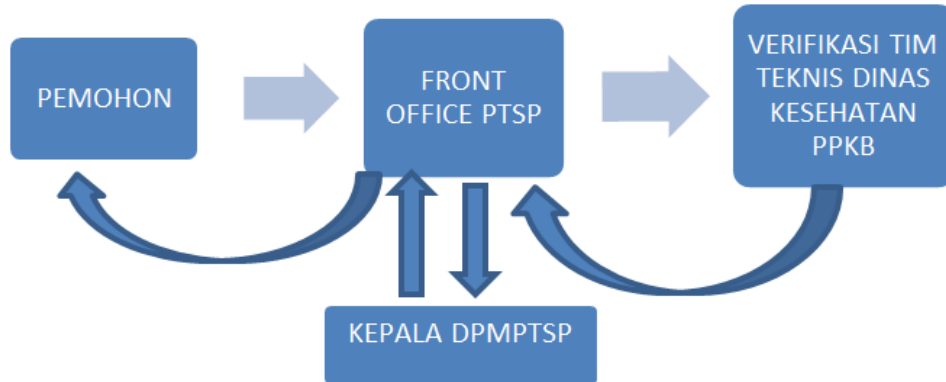 PEMOHON
FRONT
OFFICE PTSP
VERIFIKASI TIM
TEKNIS DINAS
KESEHATAN
PPKB
KEPALA DPMPTSP